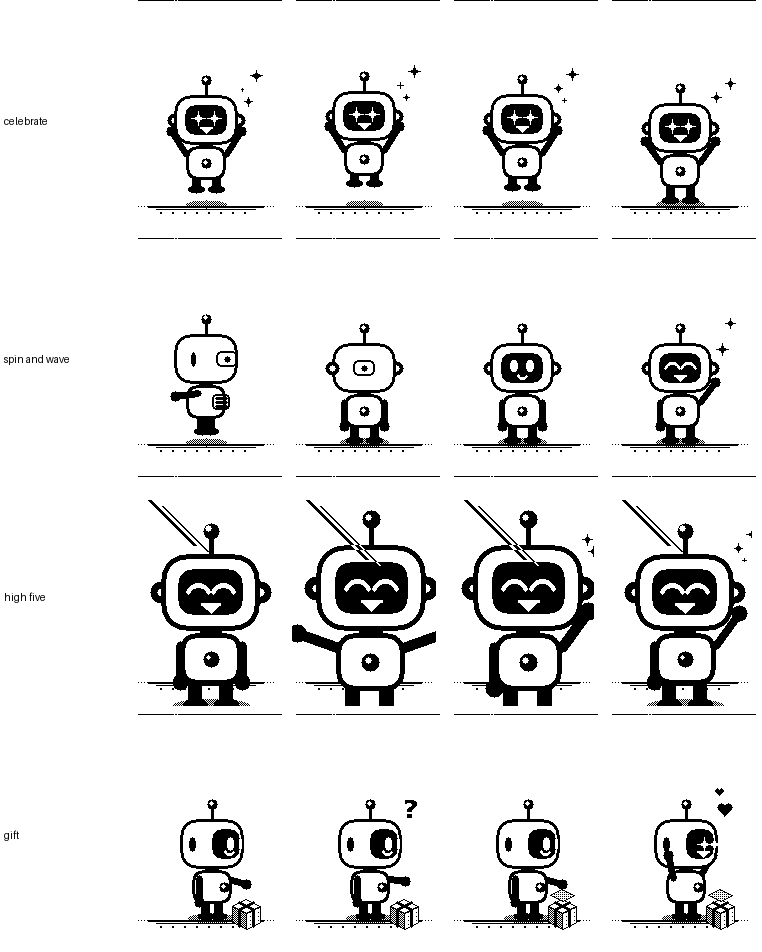 celebrate
spin and wave
high five
?
gift